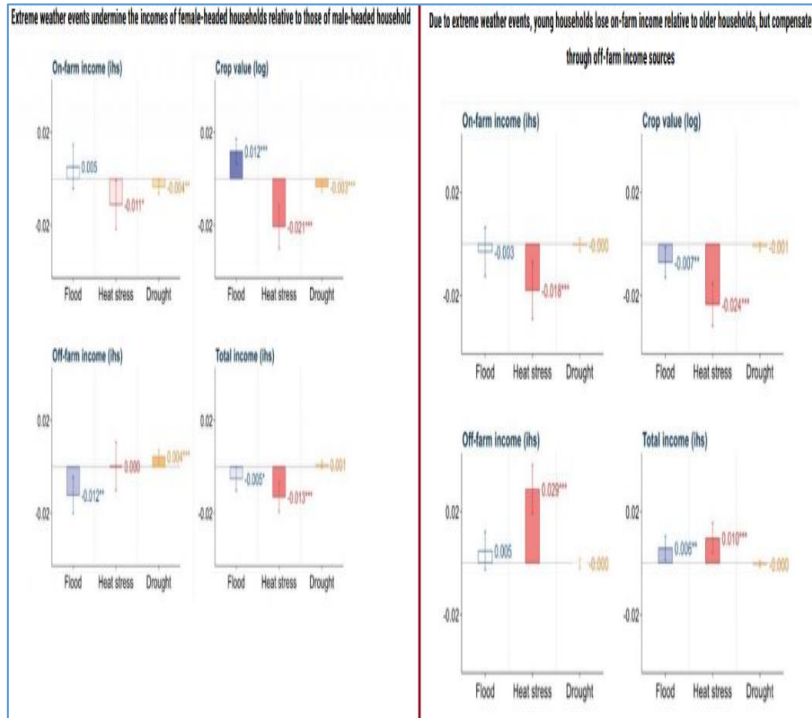 Extreme weather events undermine the incomes of female-headed households relative to those of male-headed household
On-farm income (ihs)
0.02
-0.02
0.005
-0.011*
-0.004**
Flood Heat stress Drought
Crop value (log)
0.012***
-0.021***
-0.003***
Flood Heat stress Drought
Off-farm income (ihs)
0.02
-0.02
-0.012**
0.000
0.004***
Flood Heat stress Drought
Total income (ihs)
-0.005*
-0.013***
0.001
Flood Heat stress Drought
Due to extreme weather events, young households lose on-farm income relative to older households, but compensate
through off-farm income sources
On-farm income (ihs)
0.02
-0.02
-0.003
-0.018***
-0.000
Flood Heat stress Drought
Crop value (log)
0.02
-0.02
-0.007**
-0.024***
-0.001
Flood Heat stress Drought
Off-farm income (ihs)
0.02
-0.02
0.005
0.029***
-0.000
Flood Heat stress Drought
Total income (ihs)
0.02
-0.02
0.006**
0.010***
-0.000
Flood Heat stress Drought